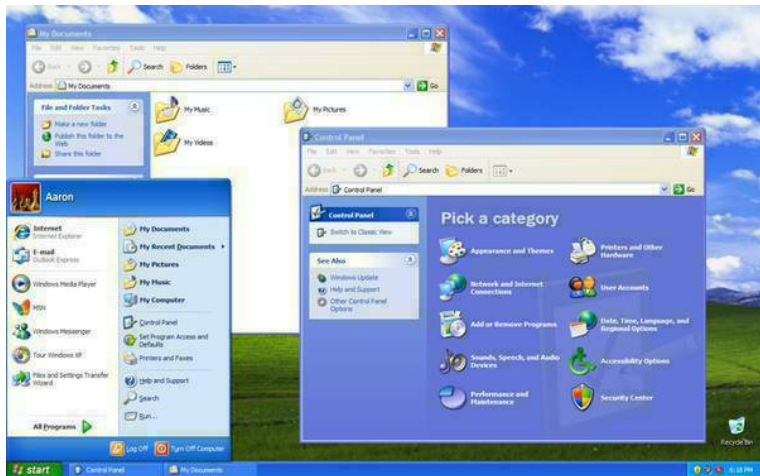 My Documents
File Edit View Favorites Tools Help
Back Search Folders
Address My Documents Go
File and Folder Tasks
Make a new folder
Publish this folder to the
Web
Share this folder
My Music
My Pictures
My Videos
Control Panel
File Edit View Favorites Tools Help
Back Search Folders
Address Control Panel Go
Control Panel
Switch to Classic View
See Also
Windows Update
Help and Support
Other Control Panel
Options
Pick a category
Appearance and Themes
Printers and Other
Hardware
Network and Internet
Connections
User Accounts
Add or Remove Programs
Date, Time, Language, and
Regional Options
Sounds, Speech, and Audio
Devices
Accessibility Options
Performance and
Maintenance
Security Center
Aaron
Internet
Internet Explorer
E-mail
Outlook Express
Windows Media Player
MSN
Windows Messenger
Tour Windows XP
Files and Settings Transfer
Wizard
All Programs
My Documents
My Recent Documents
My Pictures
My Music
My Computer
Control Panel
Set Program Access and
Defaults
Printers and Faxes
Help and Support
Search
Run...
Log Off Turn Off Computer
Recycle Bin
start Control Panel My Documents 6:18 PM